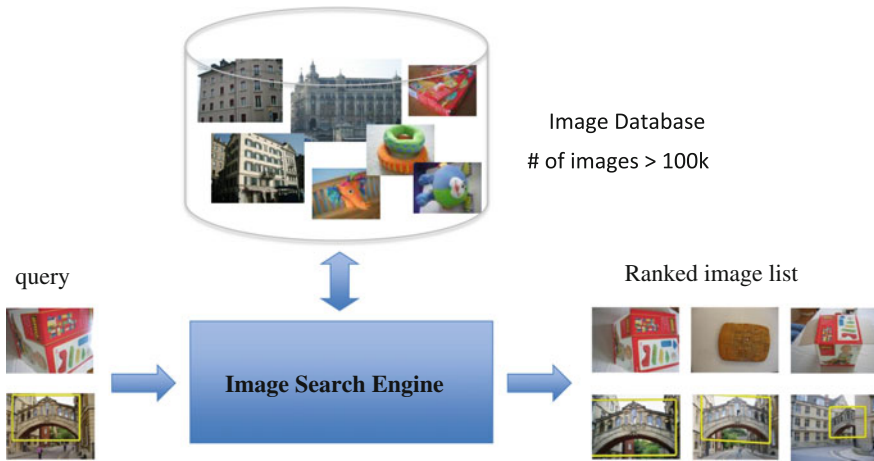 Image Database
# of images > 100k
query
Ranked image list
Image Search Engine